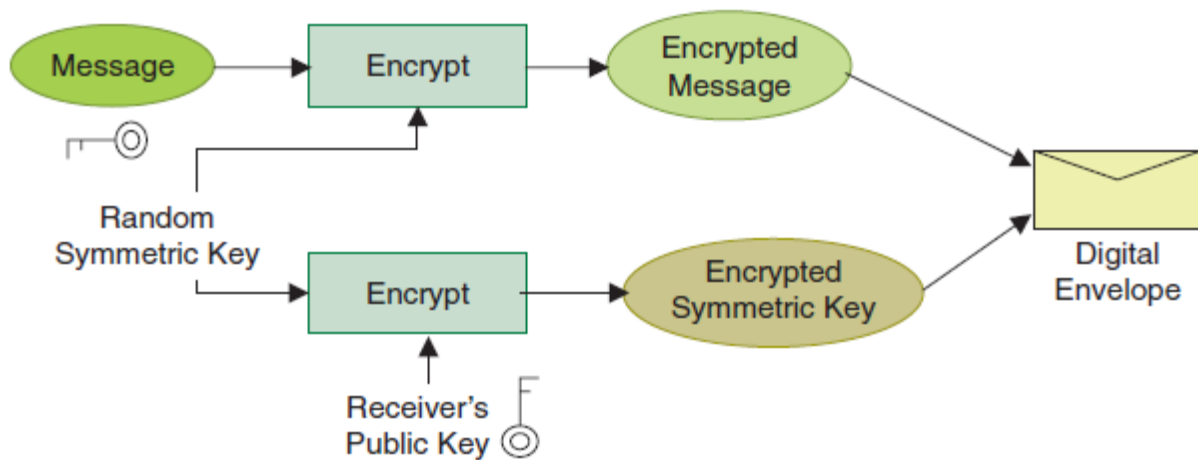 Message
Encrypt
Encrypted
Message
Random
Symmetric Key
Encrypt
Encrypted
Symmetric Key
Digital
Envelope
Receiver's
Public Key